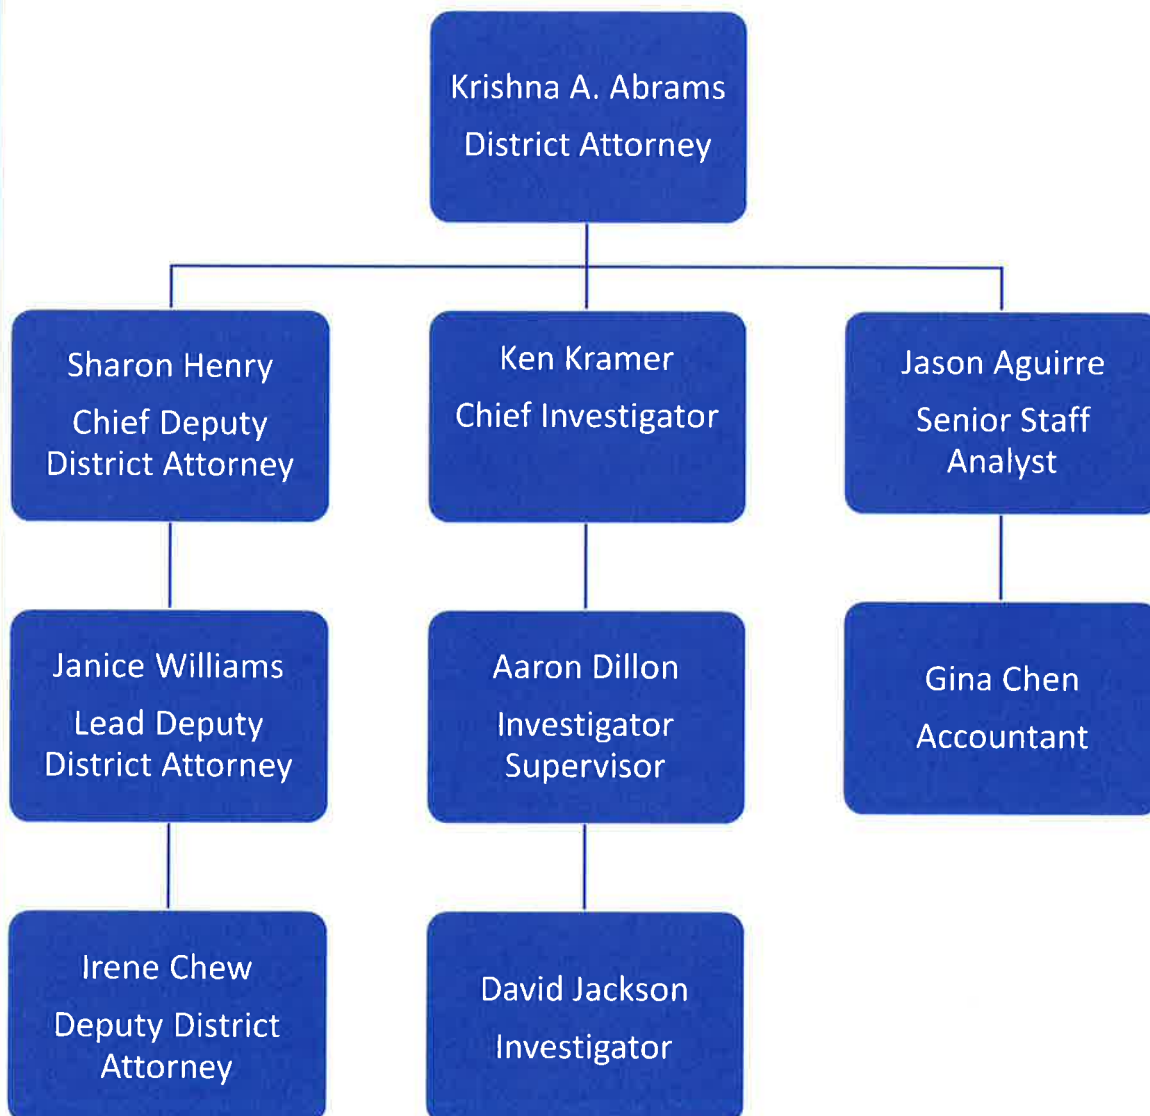 Krishna A. Abrams
District Attorney
Sharon Henry
Chief Deputy
District Attorney
Ken Kramer
Chief Investigator
Jason Aguirre
Senior Staff
Analyst
Janice Williams
Lead Deputy
District Attorney
Aaron Dillon
Investigator
Supervisor
Gina Chen
Accountant
Irene Chew
Deputy District
Attorney
David Jackson
Investigator